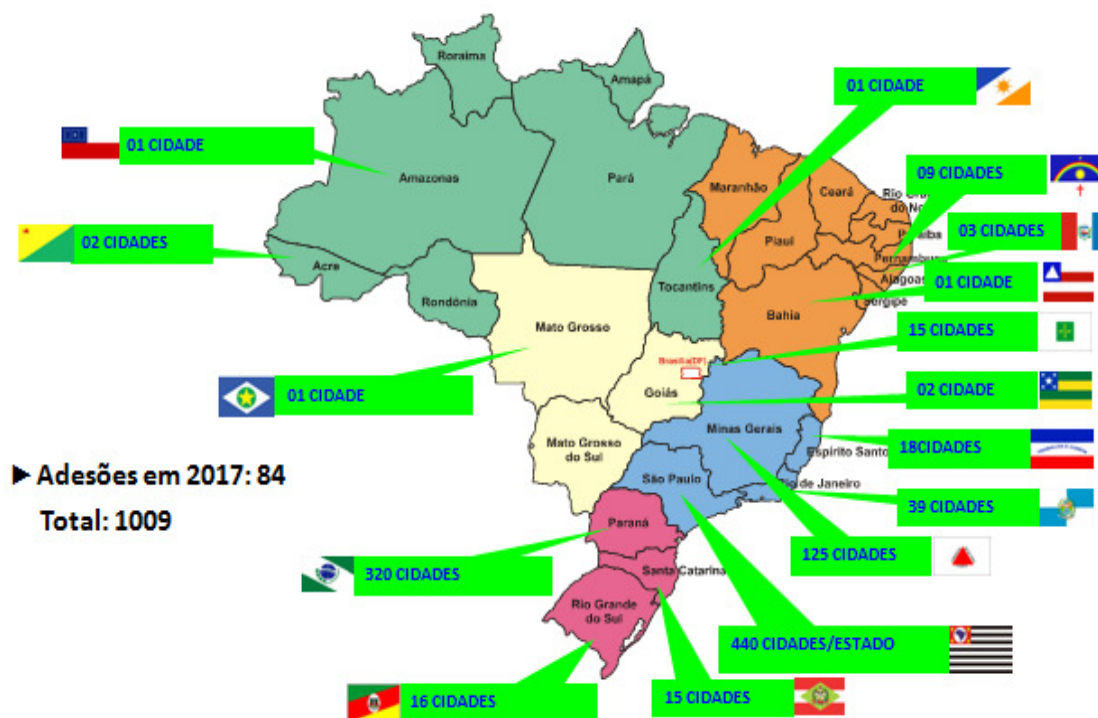 Roraima
Amapá
01 CIDADE
01 CIDADE
Amazonas
Pará
Maranhão
Ceará
09 CIDADES
Rio Gra
do No
02 CIDADES
03 CIDADES
Piauí
Pernambuco
Alagoas
Acre
01 CIDADE
Tocantins
Sergipe
Rondônia
Bahia
Mato Grosso
15 CIDADES
Brasília(DF)
01 CIDADE
Goiás
02 CIDADE
Minas Gerais
Mato Grosso
do Sul
18CIDADES
Espírito Santo
► Adesões em 2017: 84
São Paulo
de Janeiro
39 CIDADES
Total: 1009
Paraná
125 CIDADES
320 CIDADES
Santa Catarina
Rio Grande
do Sul
440 CIDADES/ESTADO
16 CIDADES
15 CIDADES